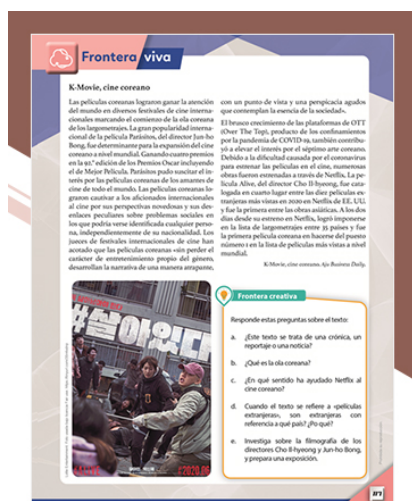 Frontera viva
K-Movie, cine coreano
Las películas coreanas lograron ganar la atención
del mundo en diversos festivales de cine interna-
cionales marcando el comienzo de la ola coreana
de los largometrajes. La gran popularidad interna-
cional de la película Parásitos, del director Jun-ho
Bong, fue determinante para la expansión del cine
coreano a nivel mundial. Ganando cuatro premios
en la 92.ª edición de los Premios Oscar incluyendo
el de Mejor Película, Parásitos pudo suscitar el in-
terés por las películas coreanas de los amantes de
cine de todo el mundo. Las películas coreanas lo-
graron cautivar a los aficionados internacionales
al cine por sus perspectivas novedosas y sus des-
enlaces peculiares sobre problemas sociales en
los que podría verse identificada cualquier perso-
na, independientemente de su nacionalidad. Los
jueces de festivales internacionales de cine han
acotado que las películas coreanas «sin perder el
carácter de entretenimiento propio del género,
desarrollan la narrativa de una manera atrapante,
con un punto de vista y una perspicacia agudos
que contemplan la esencia de la sociedad».
El brusco crecimiento de las plataformas de OTT
(Over The Top), producto de los confinamientos
por la pandemia de COVID-19, también contribu-
yó a elevar el interés por el séptimo arte coreano.
Debido a la dificultad causada por el coronavirus
para estrenar las películas en el cine, numerosas
obras fueron estrenadas a través de Netflix. La pe-
lícula Alive, del director Cho Il-hyeong, fue cata-
logada en cuarto lugar entre las diez películas ex-
tranjeras más vistas en 2020 en Netflix de EE. UU.
y fue la primera entre las obras asiáticas. A los dos
días desde su estreno en Netflix, logró imponerse
en la lista de largometrajes entre 35 países y fue
la primera película coreana en hacerse del puesto
número 1 en la lista de películas más vistas a nivel
mundial.
K-Movie, cine coreano. Aju Business Daily.
#살아있다
#ALIVE
2020.06
Frontera creativa
Responde estas preguntas sobre el texto:
a. ¿Este texto se trata de una crónica, un
reportaje o una noticia?
b. ¿Qué es la ola coreana?
c. ¿En qué sentido ha ayudado Netflix al
cine coreano?
d. Cuando el texto se refiere a «películas
extranjeras», son extranjeras con
referencia a qué país? ¿Po qué?
e. Investiga sobre la filmografía de los
directores Cho Il-hyeong y Jun-ho Bong,
y prepara una exposición.
117